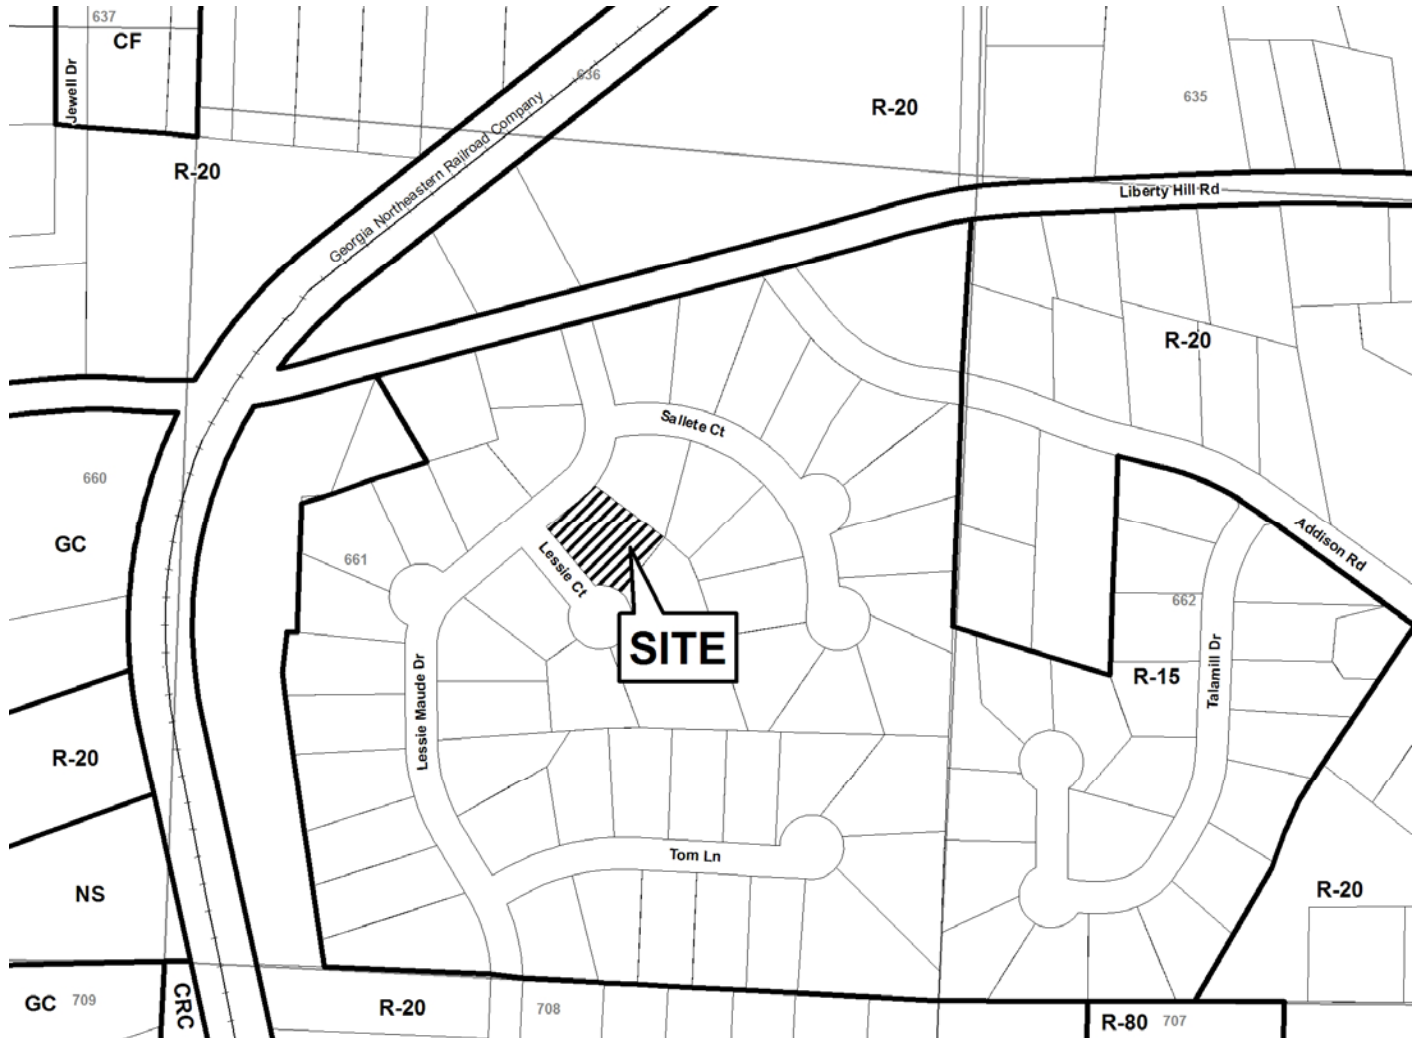 637
CF
Jewell Dr
636
R-20
635
Georgia Northeastern Railroad Company
R-20
Liberty Hill Rd
R-20
Sallete Ct
660
GC
661
Lessie Ct
Addison Rd
662
SITE
R-15
Talamill Dr
Lessie Maude Dr
R-20
Tom Ln
NS
R-20
GC
709
CRC
R-20
708
R-80
707